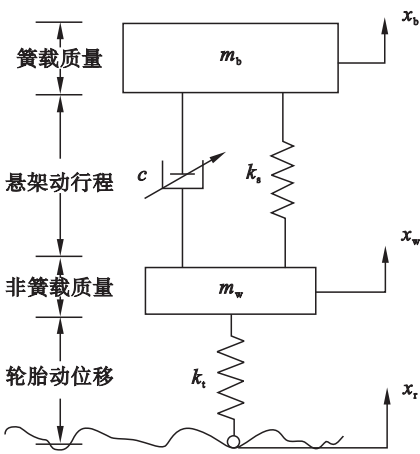 x_b
簧载质量
m_b
悬架动行程
c
k_s
x_w
非簧载质量
m_w
轮胎动位移
k_t
x_r